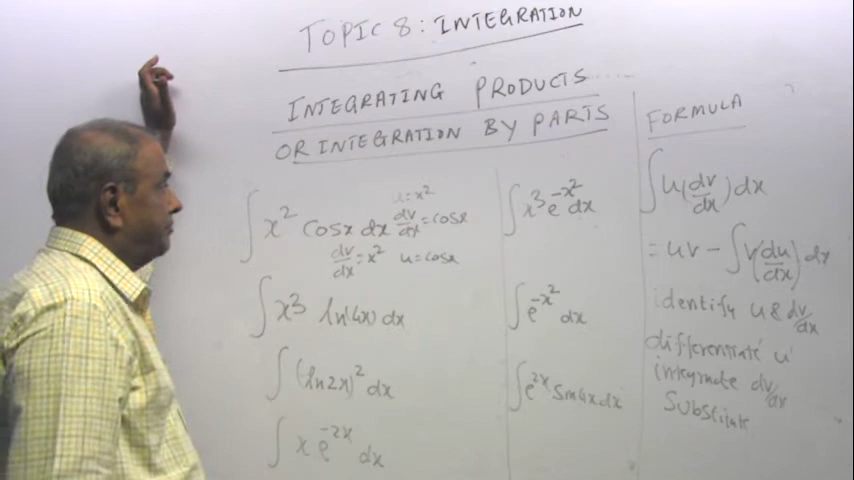 TOPIC 8: INTEGRATION
INTEGRATING PRODUCTS .....
OR INTEGRATION BY PARTS
∫ x² cosx dx
u = x²
dv/dx = cosx
dv/dx = x² u = cosx
∫ x³ ln(4x) dx
∫ (ln2x)² dx
∫ x e^(-2x) dx
∫ x³ e^(-x²) dx
∫ e^(-x²) dx
∫ e^(2x) Sin4x dx
FORMULA
∫ u (dv/dx) dx
= uv - ∫ v (du/dx) dx
identify u & dv/dx
differentiate u
integrate dv/dx
Substitute